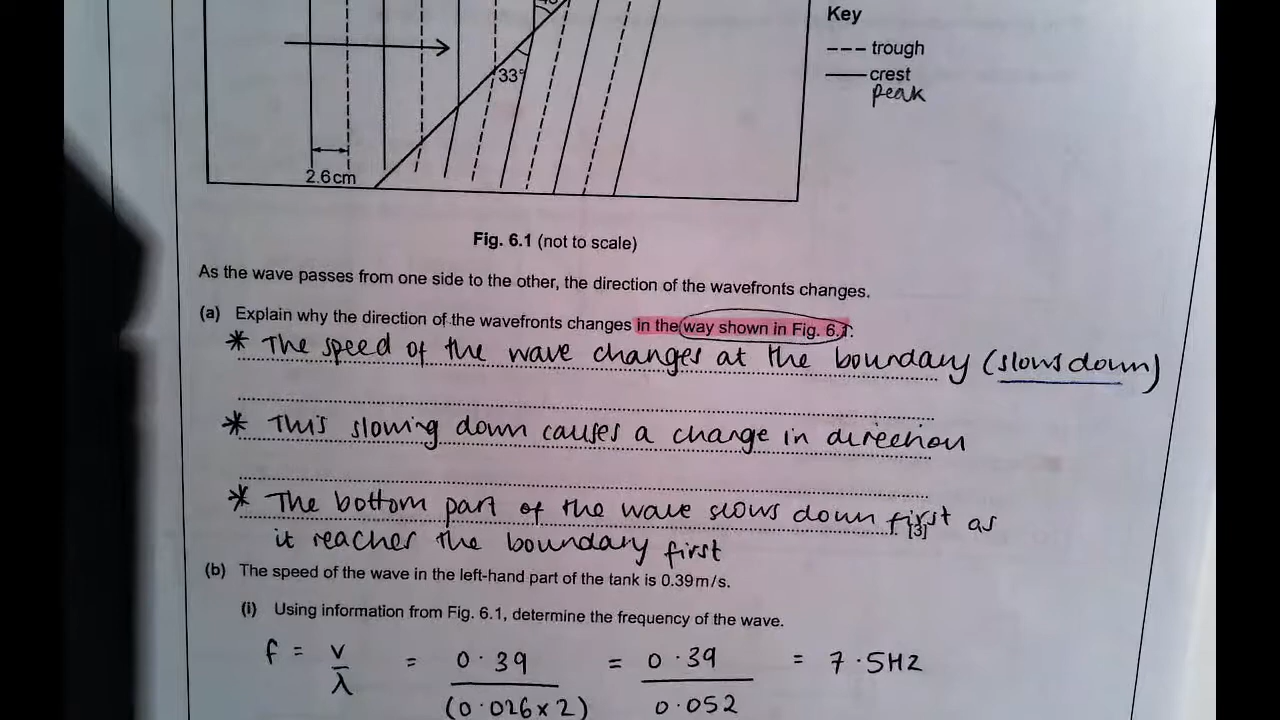 Key
--- trough
crest
peak
33°
2.6cm
Fig. 6.1 (not to scale)
As the wave passes from one side to the other, the direction of the wavefronts changes.
(a) Explain why the direction of the wavefronts changes in the way shown in Fig. 6.1.
* The speed of the wave changes at the boundary (slows down)
* This slowing down causes a change in direction
* The bottom part of the wave slows down first as
[3]
it reaches the boundary first
(b) The speed of the wave in the left-hand part of the tank is 0.39m/s.
(i) Using information from Fig. 6.1, determine the frequency of the wave.
f = v/λ = 0.39/(0.026×2) = 0.39/0.052 = 7.5Hz